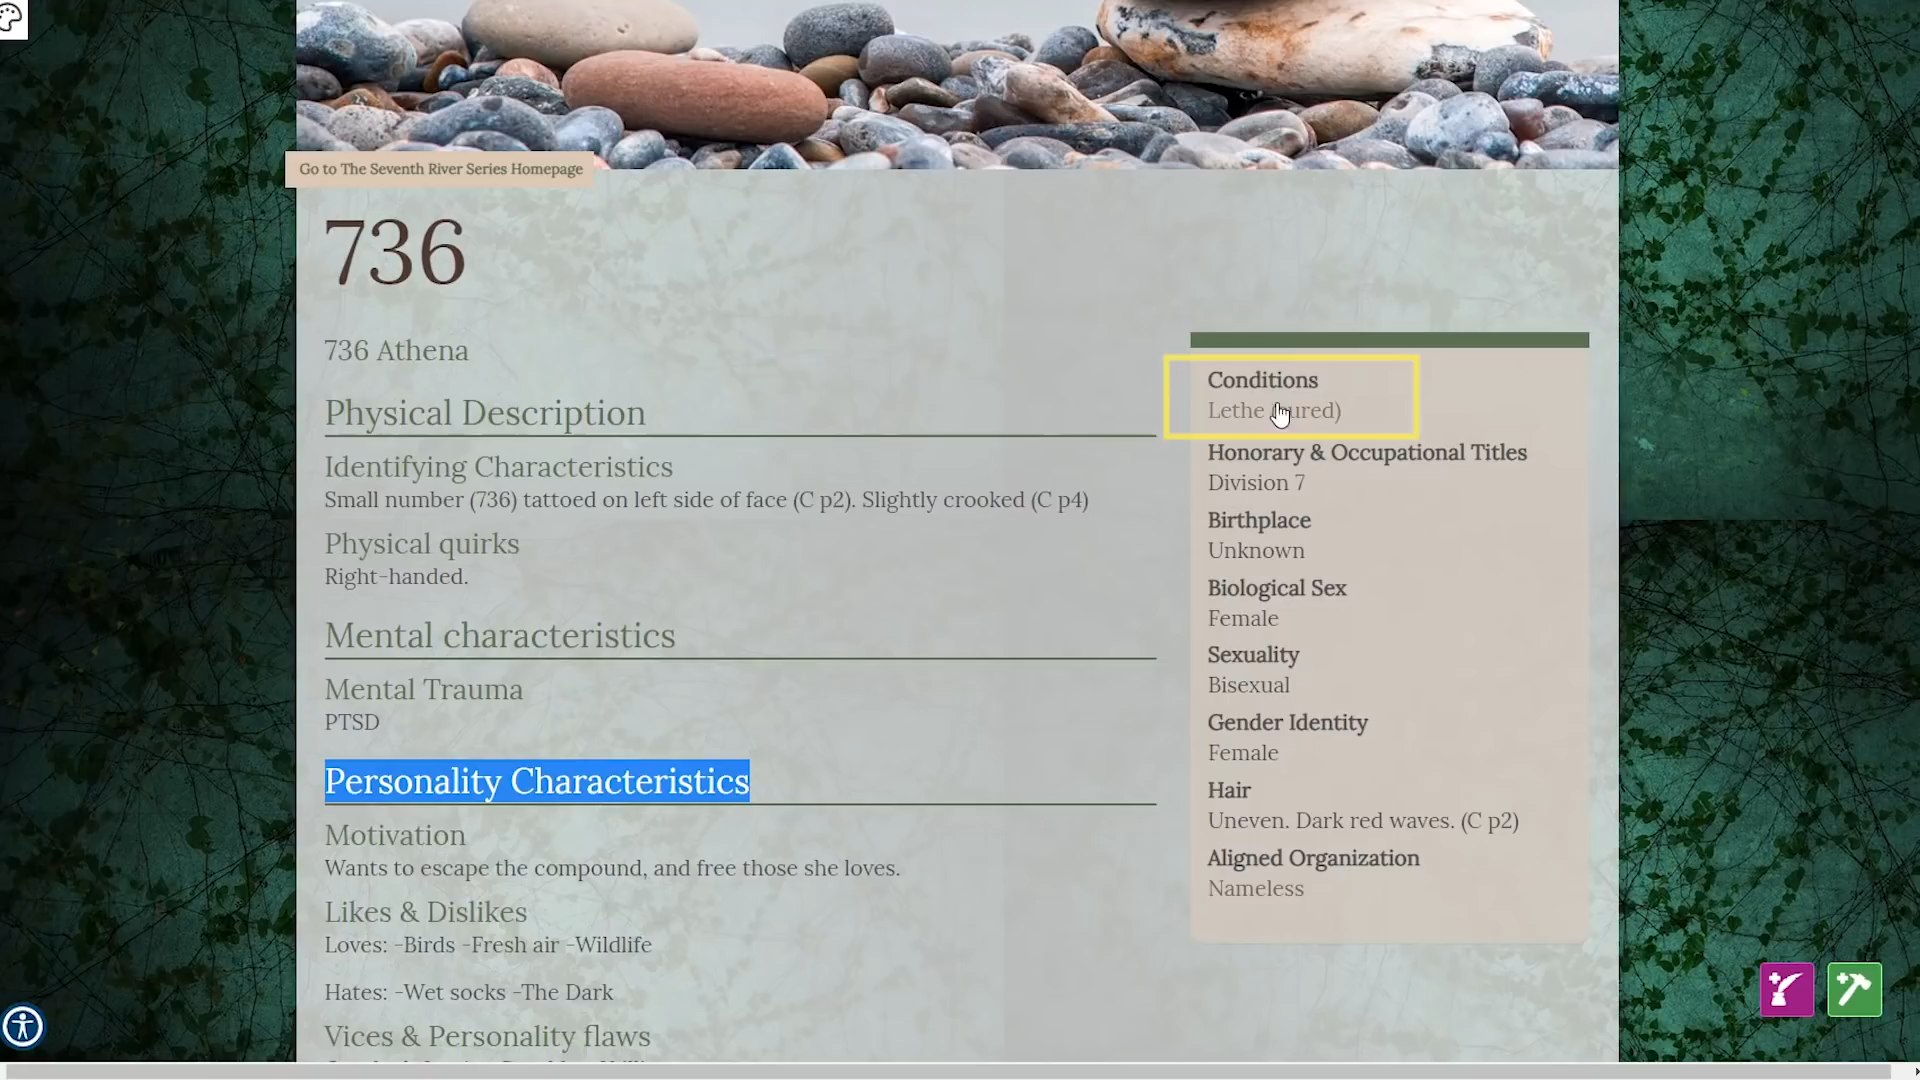 Go to The Seventh River Series Homepage
736
736 Athena
Physical Description
Identifying Characteristics
Small number (736) tattoed on left side of face (C p2). Slightly crooked (C p4)
Physical quirks
Right-handed.
Mental characteristics
Mental Trauma
PTSD
Personality Characteristics
Motivation
Wants to escape the compound, and free those she loves.
Likes & Dislikes
Loves: -Birds -Fresh air -Wildlife
Hates: -Wet socks -The Dark
Vices & Personality flaws
Conditions
Lethe
Honorary & Occupational Titles
Division 7
Birthplace
Unknown
Biological Sex
Female
Sexuality
Bisexual
Gender Identity
Female
Hair
Uneven. Dark red waves. (C p2)
Aligned Organization
Nameless